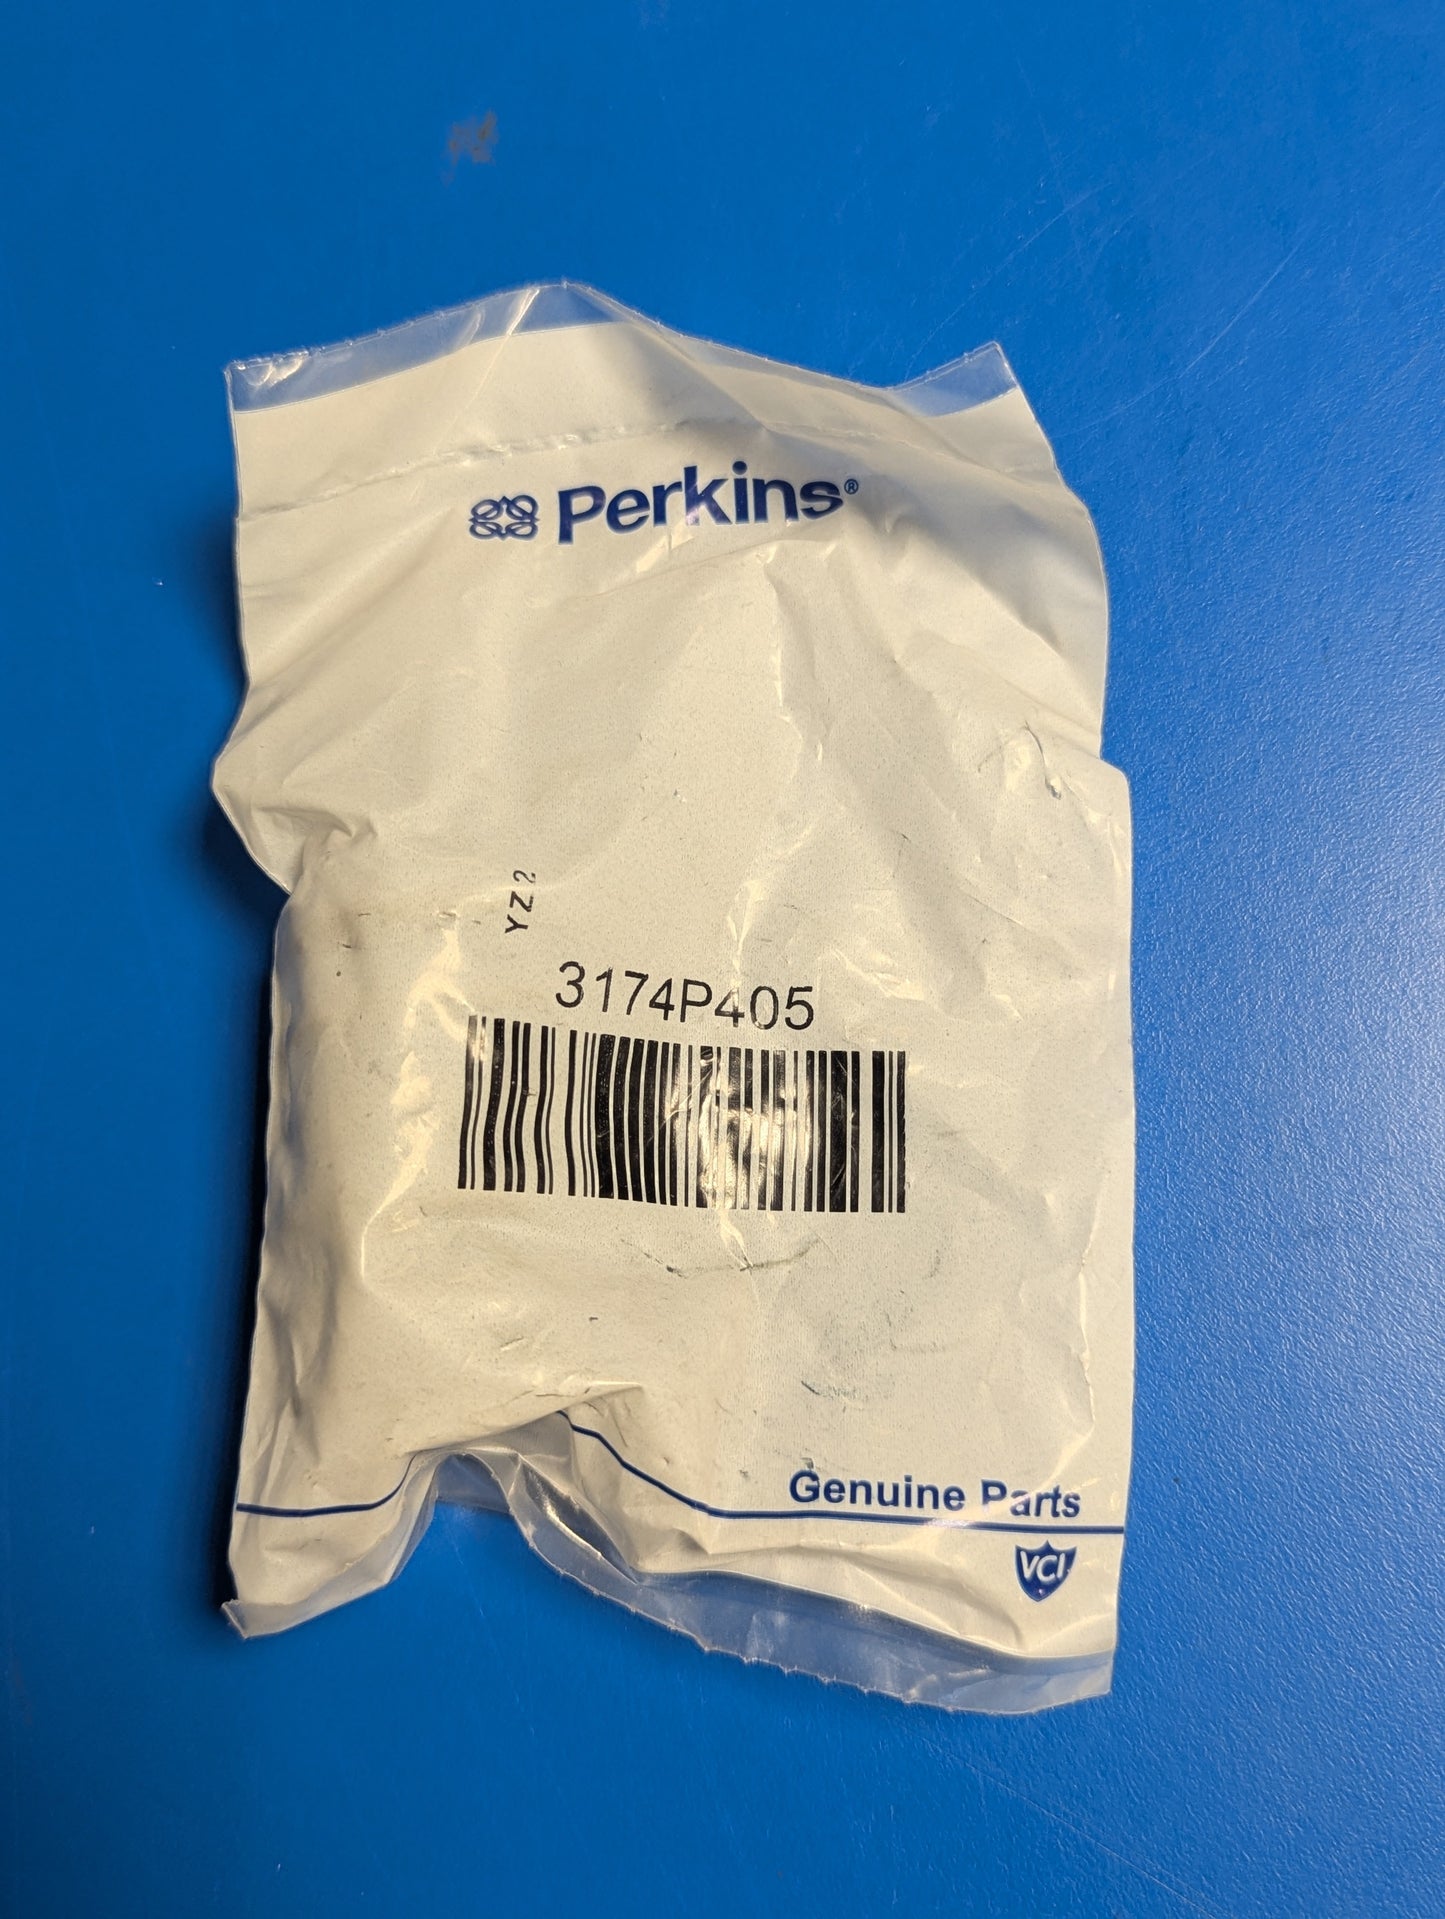 Perkins®
YZ2
3174P405
Genuine Parts
VCI